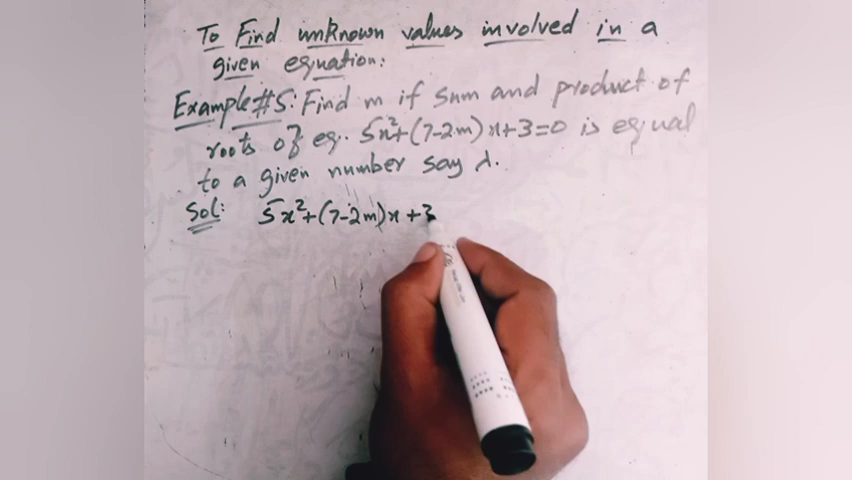 To Find unknown values involved in a
given equation:
Example#5: Find m if sum and product of
roots of eq. 5x²+(7-2m)x+3=0 is equal
to a given number say λ.
Sol: 5x²+(7-2m)x+3